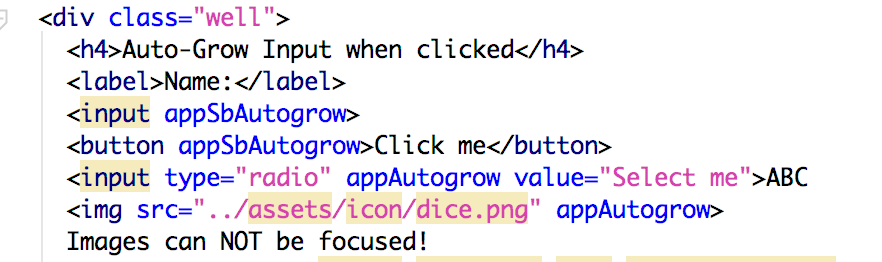 <div class="well">
<h4>Auto-Grow Input when clicked</h4>
<label>Name:</label>
<input appSbAutogrow>
<button appSbAutogrow>Click me</button>
<input type="radio" appAutogrow value="Select me">ABC
<img src="../assets/icon/dice.png" appAutogrow>
Images can NOT be focused!